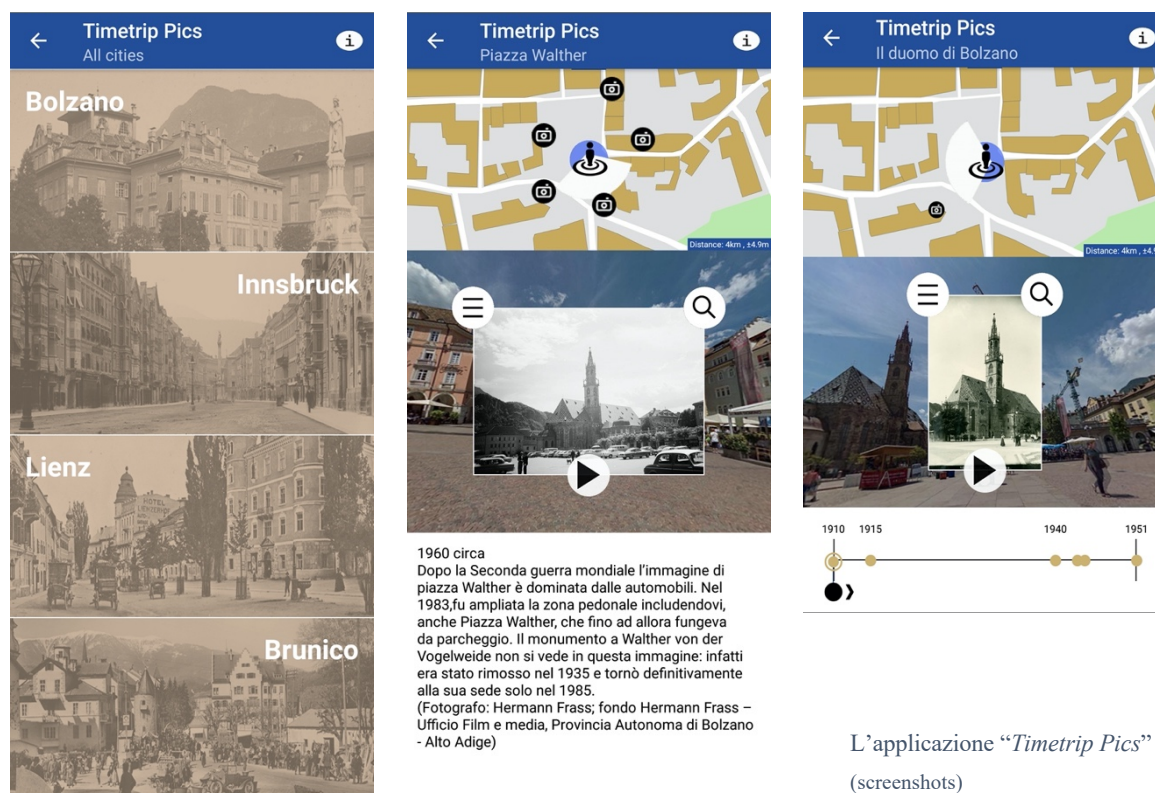 Timetrip Pics
All cities
i
Bolzano
Innsbruck
Lienz
HOTEL
Brunico
Timetrip Pics
Piazza Walther
i
Distance: 4km , ±4.9m
1960 circa
Dopo la Seconda guerra mondiale l’immagine di
piazza Walther è dominata dalle automobili. Nel
1983,fu ampliata la zona pedonale includendovi,
anche Piazza Walther, che fino ad allora fungeva
da parcheggio. Il monumento a Walther von der
Vogelweide non si vede in questa immagine: infatti
era stato rimosso nel 1935 e tornò definitivamente
alla sua sede solo nel 1985.
(Fotografo: Hermann Frass; fondo Hermann Frass –
Ufficio Film e media, Provincia Autonoma di Bolzano
- Alto Adige)
Timetrip Pics
Il duomo di Bolzano
i
Distance: 4km , ±4.9
1910 1915 1940 1951
L’applicazione “Timetrip Pics”
(screenshots)